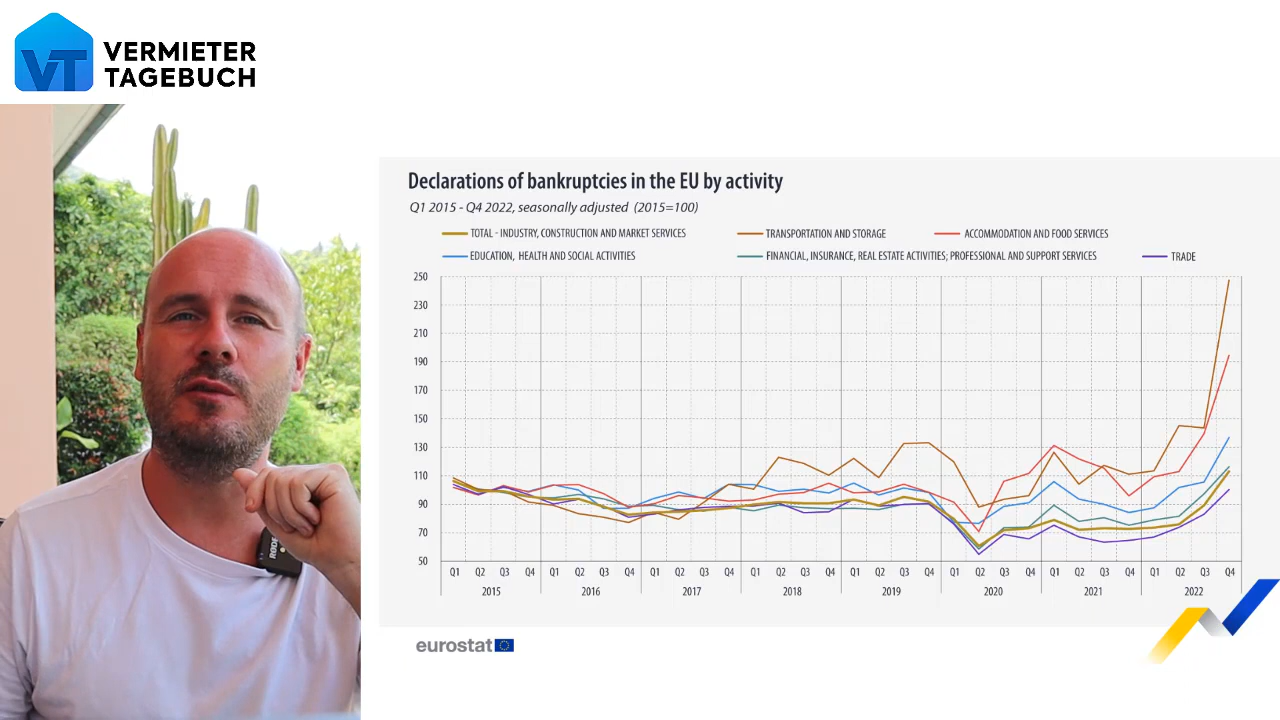 VT VERMIETER
TAGEBUCH
Declarations of bankruptcies in the EU by activity
Q1 2015 - Q4 2022, seasonally adjusted (2015=100)
TOTAL - INDUSTRY, CONSTRUCTION AND MARKET SERVICES TRANSPORTATION AND STORAGE ACCOMMODATION AND FOOD SERVICES
EDUCATION, HEALTH AND SOCIAL ACTIVITIES FINANCIAL, INSURANCE, REAL ESTATE ACTIVITIES; PROFESSIONAL AND SUPPORT SERVICES TRADE
250
230
210
190
170
150
130
110
90
70
50
Q1 Q2 Q3 Q4 Q1 Q2 Q3 Q4 Q1 Q2 Q3 Q4 Q1 Q2 Q3 Q4 Q1 Q2 Q3 Q4 Q1 Q2 Q3 Q4 Q1 Q2 Q3 Q4 Q1 Q2 Q3 Q4
2015 2016 2017 2018 2019 2020 2021 2022
eurostat
RØDE